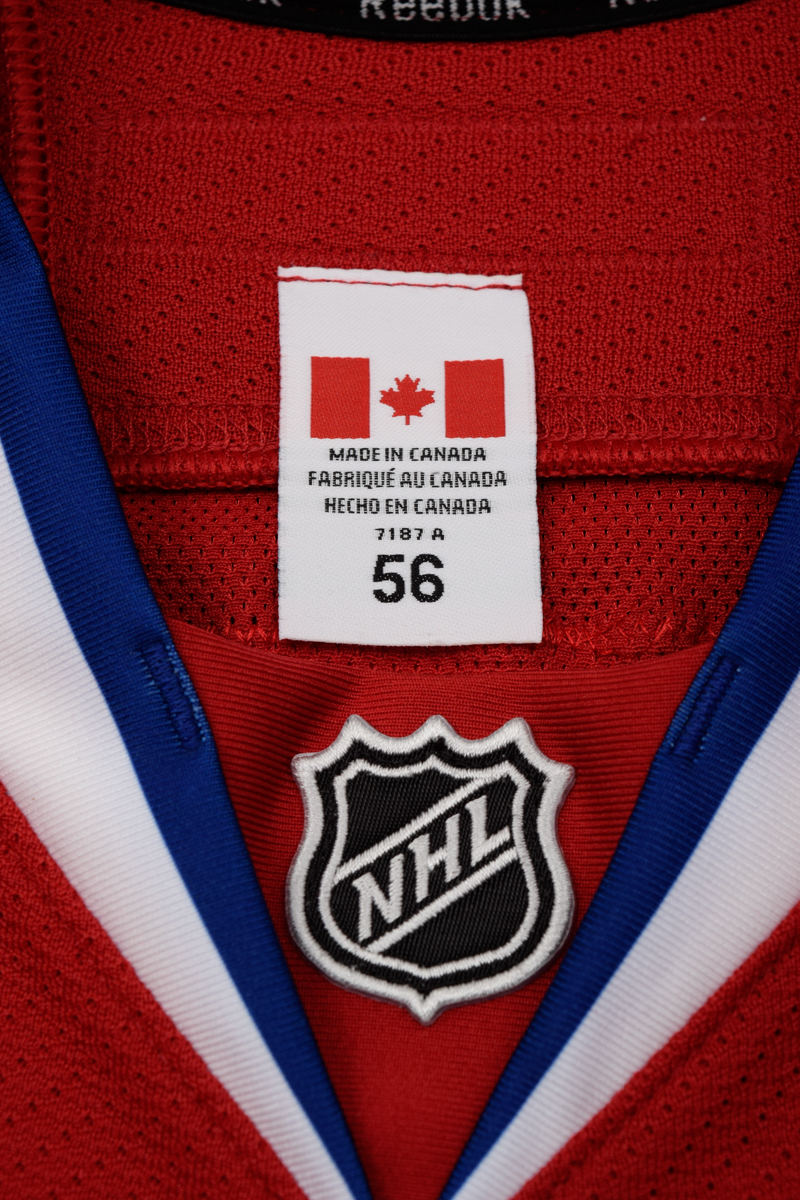 Reebok
MADE IN CANADA
FABRIQUÉ AU CANADA
HECHO EN CANADA
7187 A
56
NHL